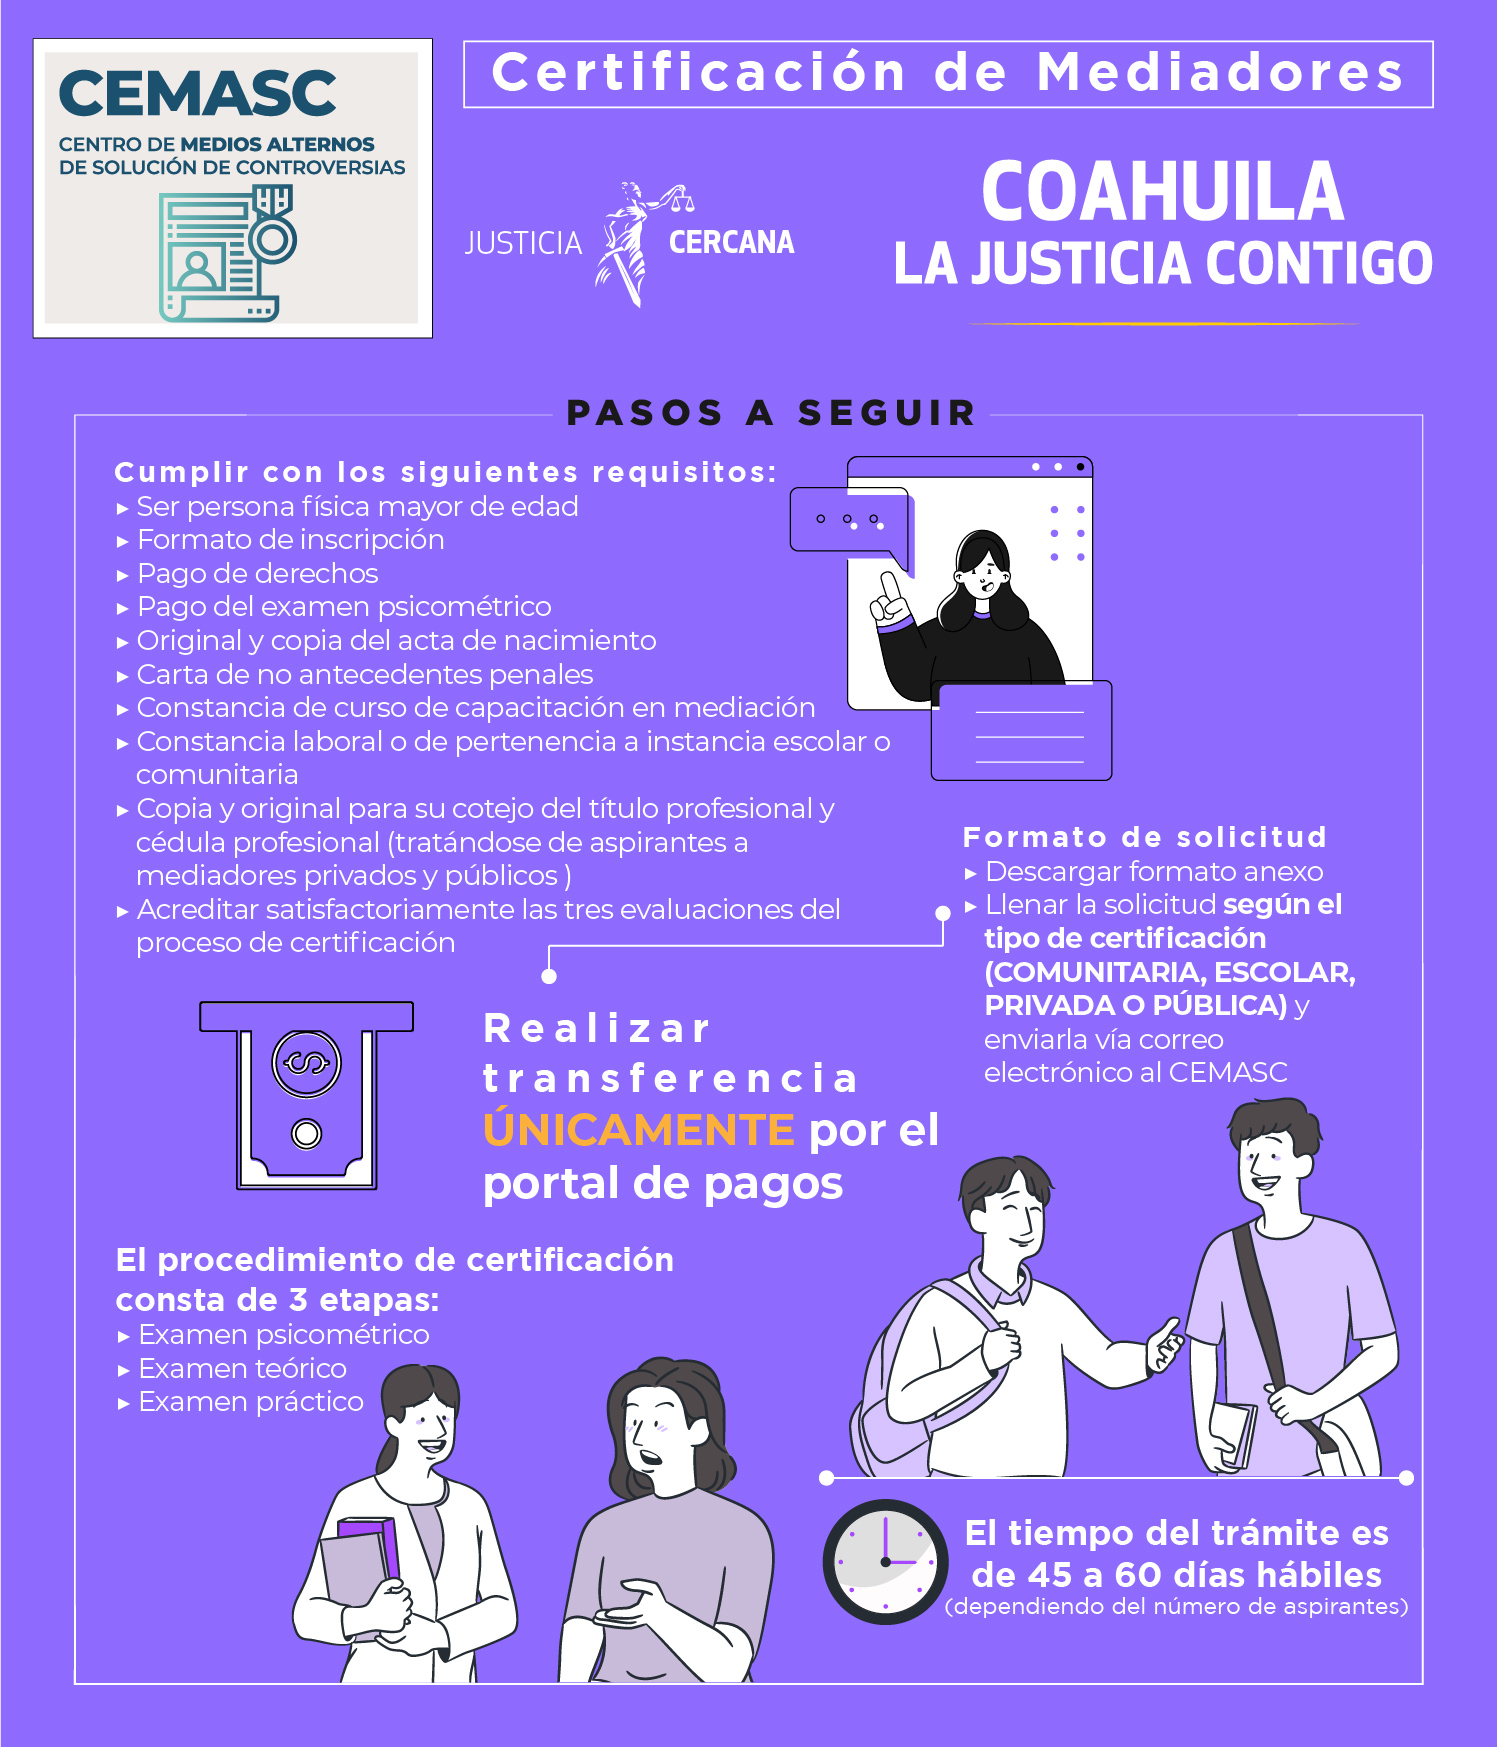 CEMASC
CENTRO DE MEDIOS ALTERNOS
DE SOLUCIÓN DE CONTROVERSIAS
Certificación de Mediadores
JUSTICIA CERCANA
COAHUILA
LA JUSTICIA CONTIGO
PASOS A SEGUIR
Cumplir con los siguientes requisitos:
▸ Ser persona física mayor de edad
▸ Formato de inscripción
▸ Pago de derechos
▸ Pago del examen psicométrico
▸ Original y copia del acta de nacimiento
▸ Carta de no antecedentes penales
▸ Constancia de curso de capacitación en mediación
▸ Constancia laboral o de pertenencia a instancia escolar o
comunitaria
▸ Copia y original para su cotejo del título profesional y
cédula profesional (tratándose de aspirantes a
mediadores privados y públicos )
▸ Acreditar satisfactoriamente las tres evaluaciones del
proceso de certificación
Formato de solicitud
▸ Descargar formato anexo
▸ Llenar la solicitud según el
tipo de certificación
(COMUNITARIA, ESCOLAR,
PRIVADA O PÚBLICA) y
enviarla vía correo
electrónico al CEMASC
Realizar
transferencia
ÚNICAMENTE por el
portal de pagos
El procedimiento de certificación
consta de 3 etapas:
▸ Examen psicométrico
▸ Examen teórico
▸ Examen práctico
El tiempo del trámite es
de 45 a 60 días hábiles
(dependiendo del número de aspirantes)